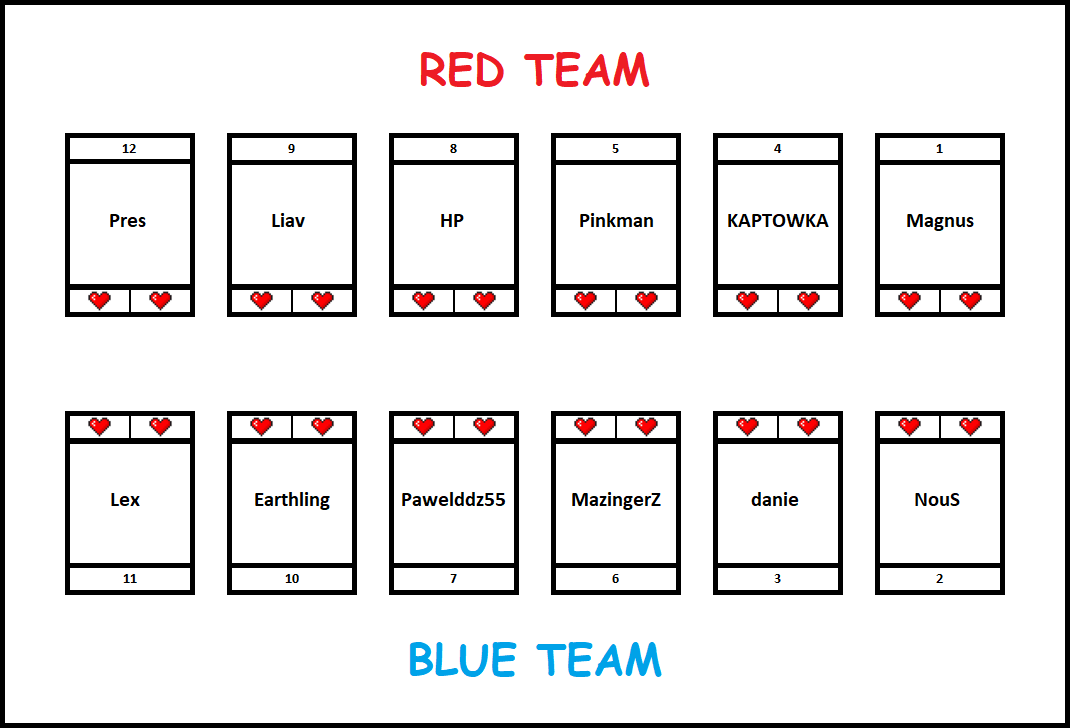 RED TEAM
12 9 8 5 4 1
Pres Liav HP Pinkman KAPTOWKA Magnus
Lex Earthling Pawelddz55 MazingerZ danie NouS
11 10 7 6 3 2
BLUE TEAM